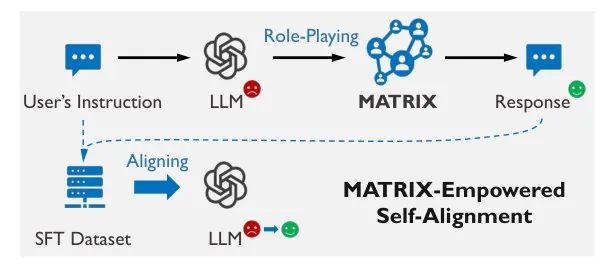 Role-Playing
User's Instruction
LLM
MATRIX
Response
Aligning
SFT Dataset
LLM
MATRIX-Empowered
Self-Alignment